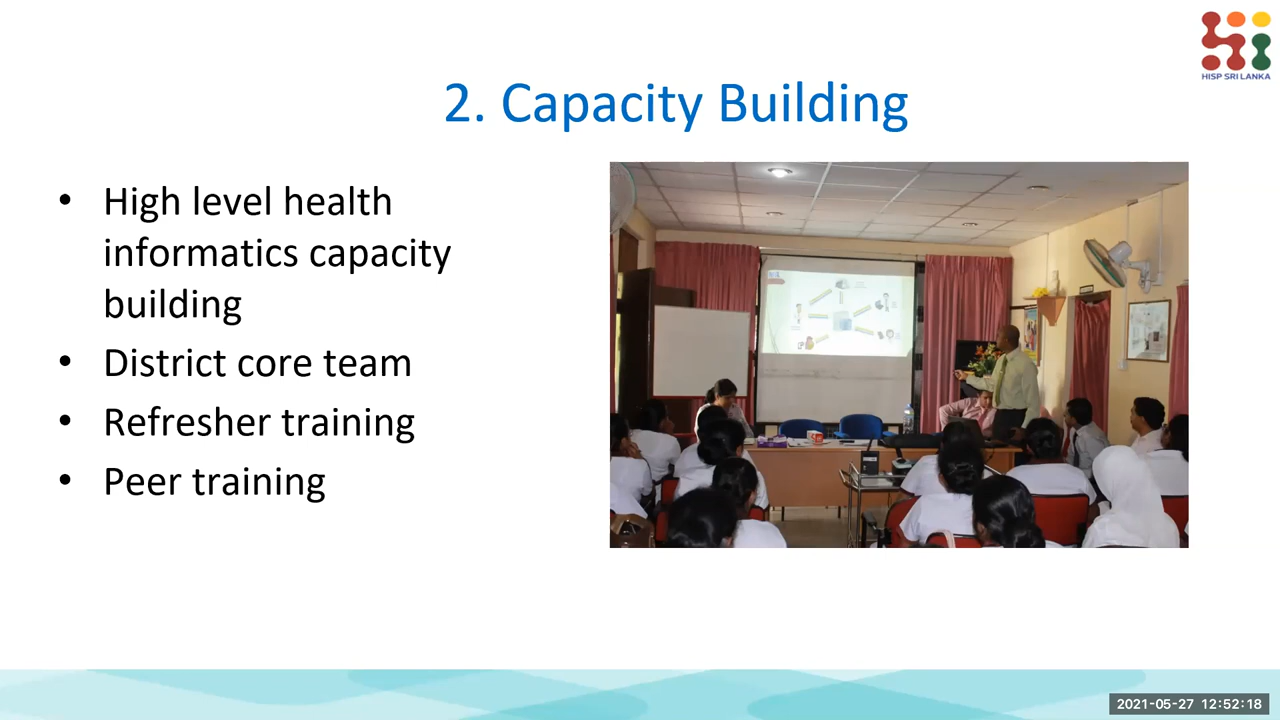 HISP SRI LANKA
2. Capacity Building
• High level health
informatics capacity
building
• District core team
• Refresher training
• Peer training
2021-05-27 12:52:18